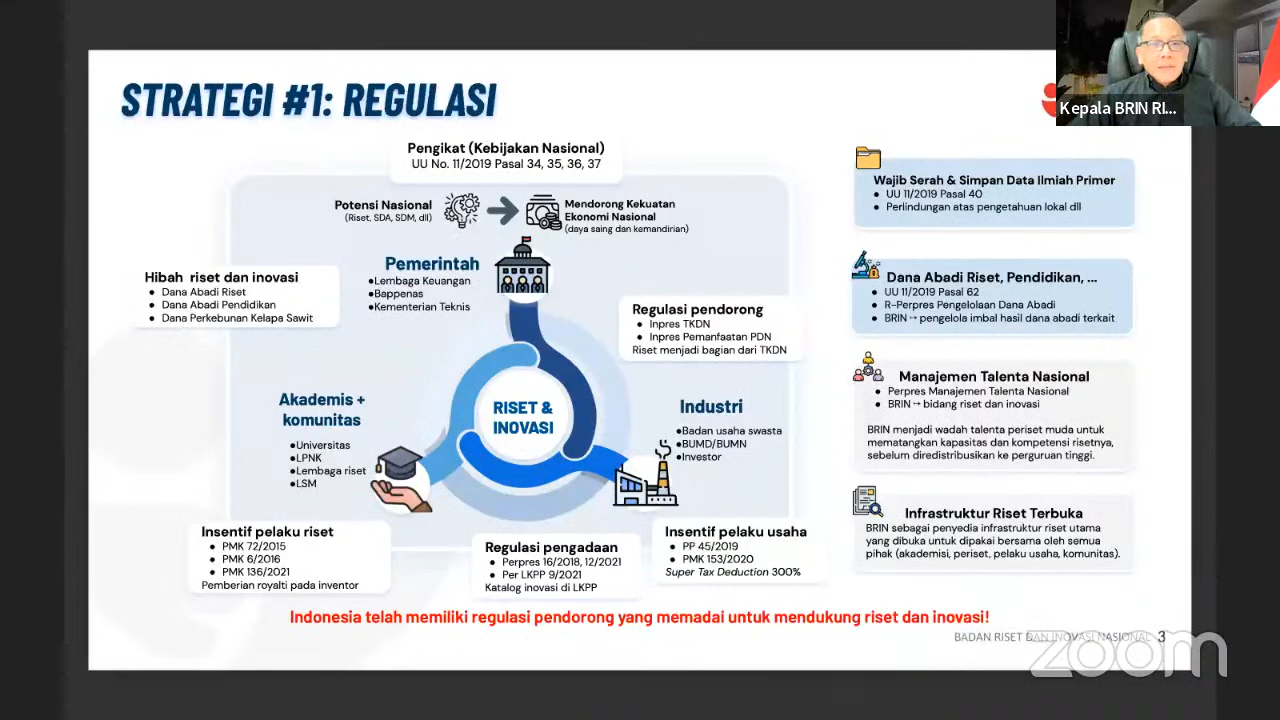 STRATEGI #1: REGULASI
Kepala BRIN RI...
Pengikat (Kebijakan Nasional)
UU No. 11/2019 Pasal 34, 35, 36, 37
Potensi Nasional
(Riset, SDA, SDM, dll)
Mendorong Kekuatan
Ekonomi Nasional
(daya saing dan kemandirian)
Pemerintah
●Lembaga Keuangan
●Bappenas
●Kementerian Teknis
Hibah riset dan inovasi
● Dana Abadi Riset
● Dana Abadi Pendidikan
● Dana Perkebunan Kelapa Sawit
Regulasi pendorong
● Inpres TKDN
● Inpres Pemanfaatan PDN
Riset menjadi bagian dari TKDN
Akademis +
komunitas
●Universitas
●LPNK
●Lembaga riset
●LSM
RISET &
INOVASI
Industri
●Badan usaha swasta
●BUMD/BUMN
●Investor
Insentif pelaku riset
● PMK 72/2015
● PMK 6/2016
● PMK 136/2021
Pemberian royalti pada inventor
Regulasi pengadaan
● Perpres 16/2018, 12/2021
● Per LKPP 9/2021
Katalog inovasi di LKPP
Insentif pelaku usaha
● PP 45/2019
● PMK 153/2020
Super Tax Deduction 300%
Wajib Serah & Simpan Data Ilmiah Primer
● UU 11/2019 Pasal 40
● Perlindungan atas pengetahuan lokal dll
Dana Abadi Riset, Pendidikan, ...
● UU 11/2019 Pasal 62
● R-Perpres Pengelolaan Dana Abadi
● BRIN → pengelola imbal hasil dana abadi terkait
Manajemen Talenta Nasional
● Perpres Manajemen Talenta Nasional
● BRIN → bidang riset dan inovasi
BRIN menjadi wadah talenta periset muda untuk
mematangkan kapasitas dan kompetensi risetnya,
sebelum diredistribusikan ke perguruan tinggi.
Infrastruktur Riset Terbuka
BRIN sebagai penyedia infrastruktur riset utama
yang dibuka untuk dipakai bersama oleh semua
pihak (akademisi, periset, pelaku usaha, komunitas).
Indonesia telah memiliki regulasi pendorong yang memadai untuk mendukung riset dan inovasi!
BADAN RISET DAN INOVASI NASIONAL 3
zoom